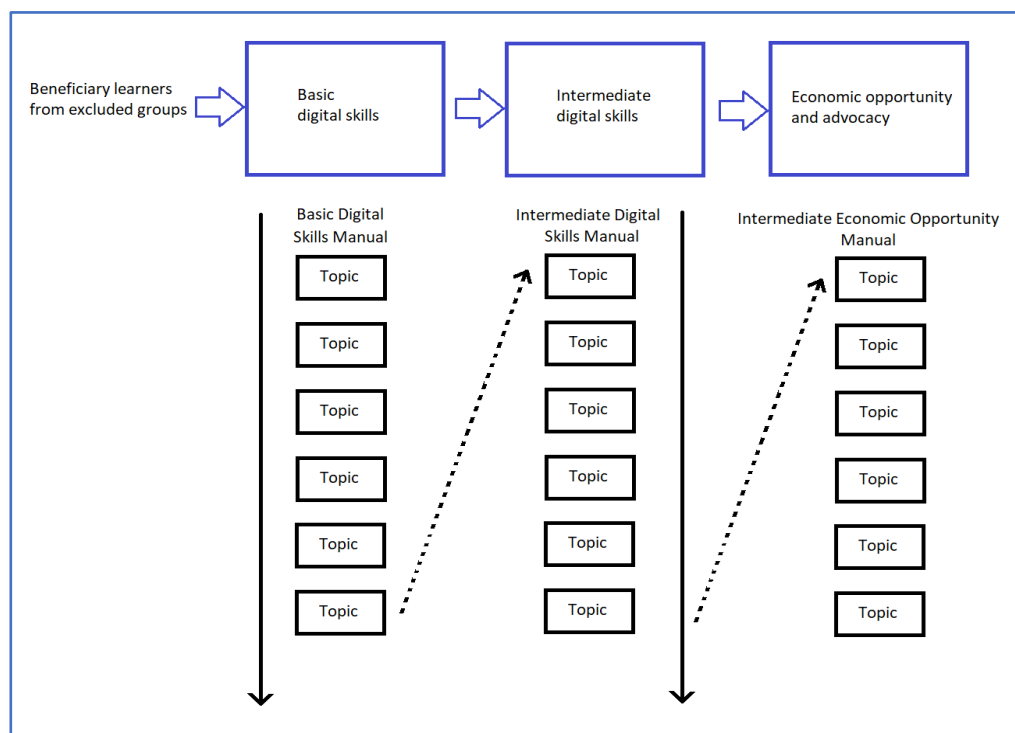 Beneficiary learners
from excluded groups
Basic
digital skills
Intermediate
digital skills
Economic opportunity
and advocacy
Basic Digital
Skills Manual
Topic
Topic
Topic
Topic
Topic
Topic
Intermediate Digital
Skills Manual
Topic
Topic
Topic
Topic
Topic
Topic
Intermediate Economic Opportunity
Manual
Topic
Topic
Topic
Topic
Topic
Topic